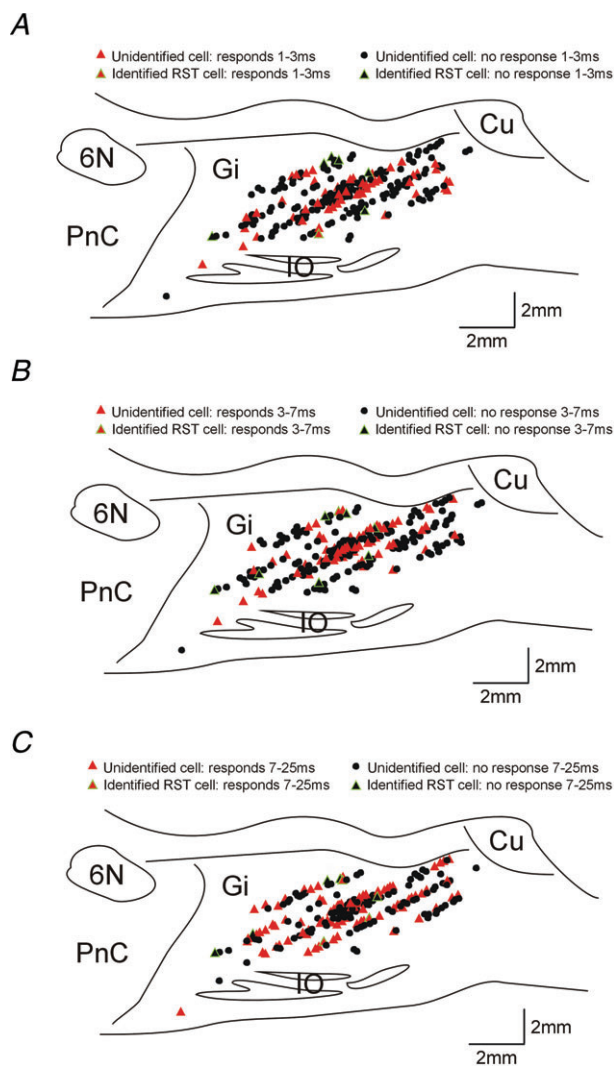 A
Unidentified cell: responds 1-3ms
Unidentified cell: no response 1-3ms
Identified RST cell: responds 1-3ms
Identified RST cell: no response 1-3ms
6N
Gi
Cu
PnC
IO
2mm
2mm
B
Unidentified cell: responds 3-7ms
Unidentified cell: no response 3-7ms
Identified RST cell: responds 3-7ms
Identified RST cell: no response 3-7ms
6N
Gi
Cu
PnC
IO
2mm
2mm
C
Unidentified cell: responds 7-25ms
Unidentified cell: no response 7-25ms
Identified RST cell: responds 7-25ms
Identified RST cell: no response 7-25ms
6N
Gi
Cu
PnC
IO
2mm
2mm